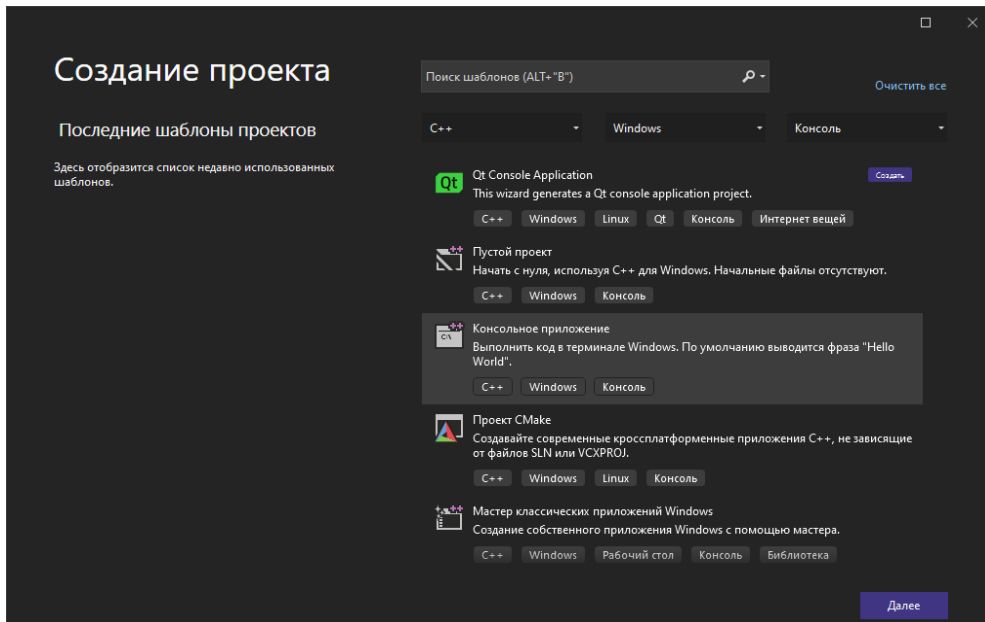 Создание проекта
Последние шаблоны проектов
Здесь отобразится список недавно использованных
шаблонов.
Поиск шаблонов (ALT+"В")
Очистить все
C++ Windows Консоль
Qt
Qt Console Application
Создать
This wizard generates a Qt console application project.
C++ Windows Linux Qt Консоль Интернет вещей
Пустой проект
Начать с нуля, используя C++ для Windows. Начальные файлы отсутствуют.
C++ Windows Консоль
C:\
Консольное приложение
Выполнить код в терминале Windows. По умолчанию выводится фраза "Hello
World".
C++ Windows Консоль
Проект CMake
Создавайте современные кроссплатформенные приложения C++, не зависящие
от файлов SLN или VCXPROJ.
C++ Windows Linux Консоль
Мастер классических приложений Windows
Создание собственного приложения Windows с помощью мастера.
C++ Windows Рабочий стол Консоль Библиотека
Далее